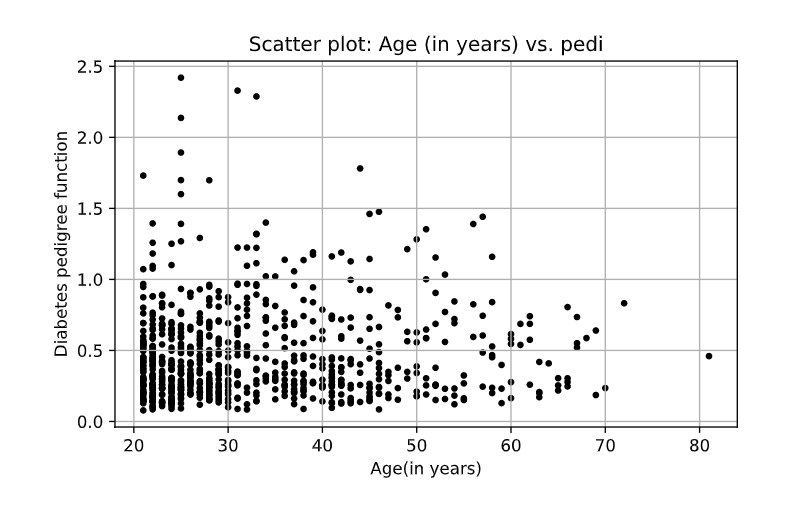 Scatter plot: Age (in years) vs. pedi
2.5
2.0
1.5
1.0
0.5
0.0
Diabetes pedigree function
20 30 40 50 60 70 80
Age(in years)